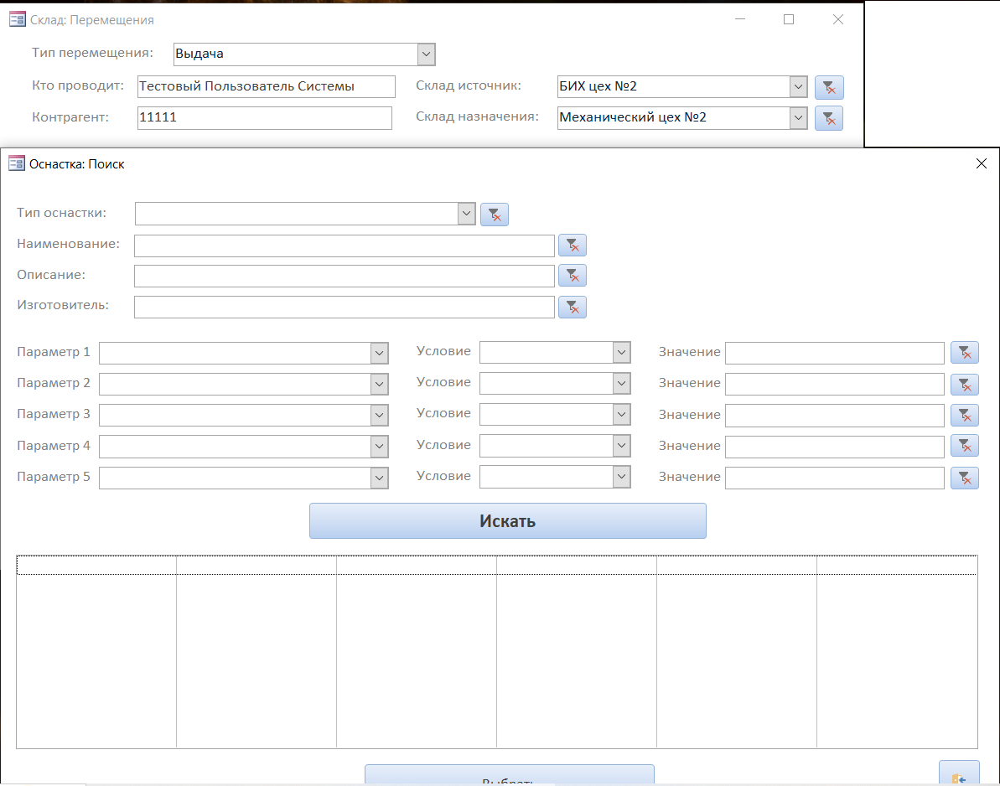 Склад: Перемещения
Тип перемещения: Выдача
Кто проводит: Тестовый Пользователь Системы Склад источник: БИХ цех №2
Контрагент: 11111 Склад назначения: Механический цех №2
Оснастка: Поиск
Тип оснастки:
Наименование:
Описание:
Изготовитель:
Параметр 1 Условие Значение
Параметр 2 Условие Значение
Параметр 3 Условие Значение
Параметр 4 Условие Значение
Параметр 5 Условие Значение
Искать
Выбрать